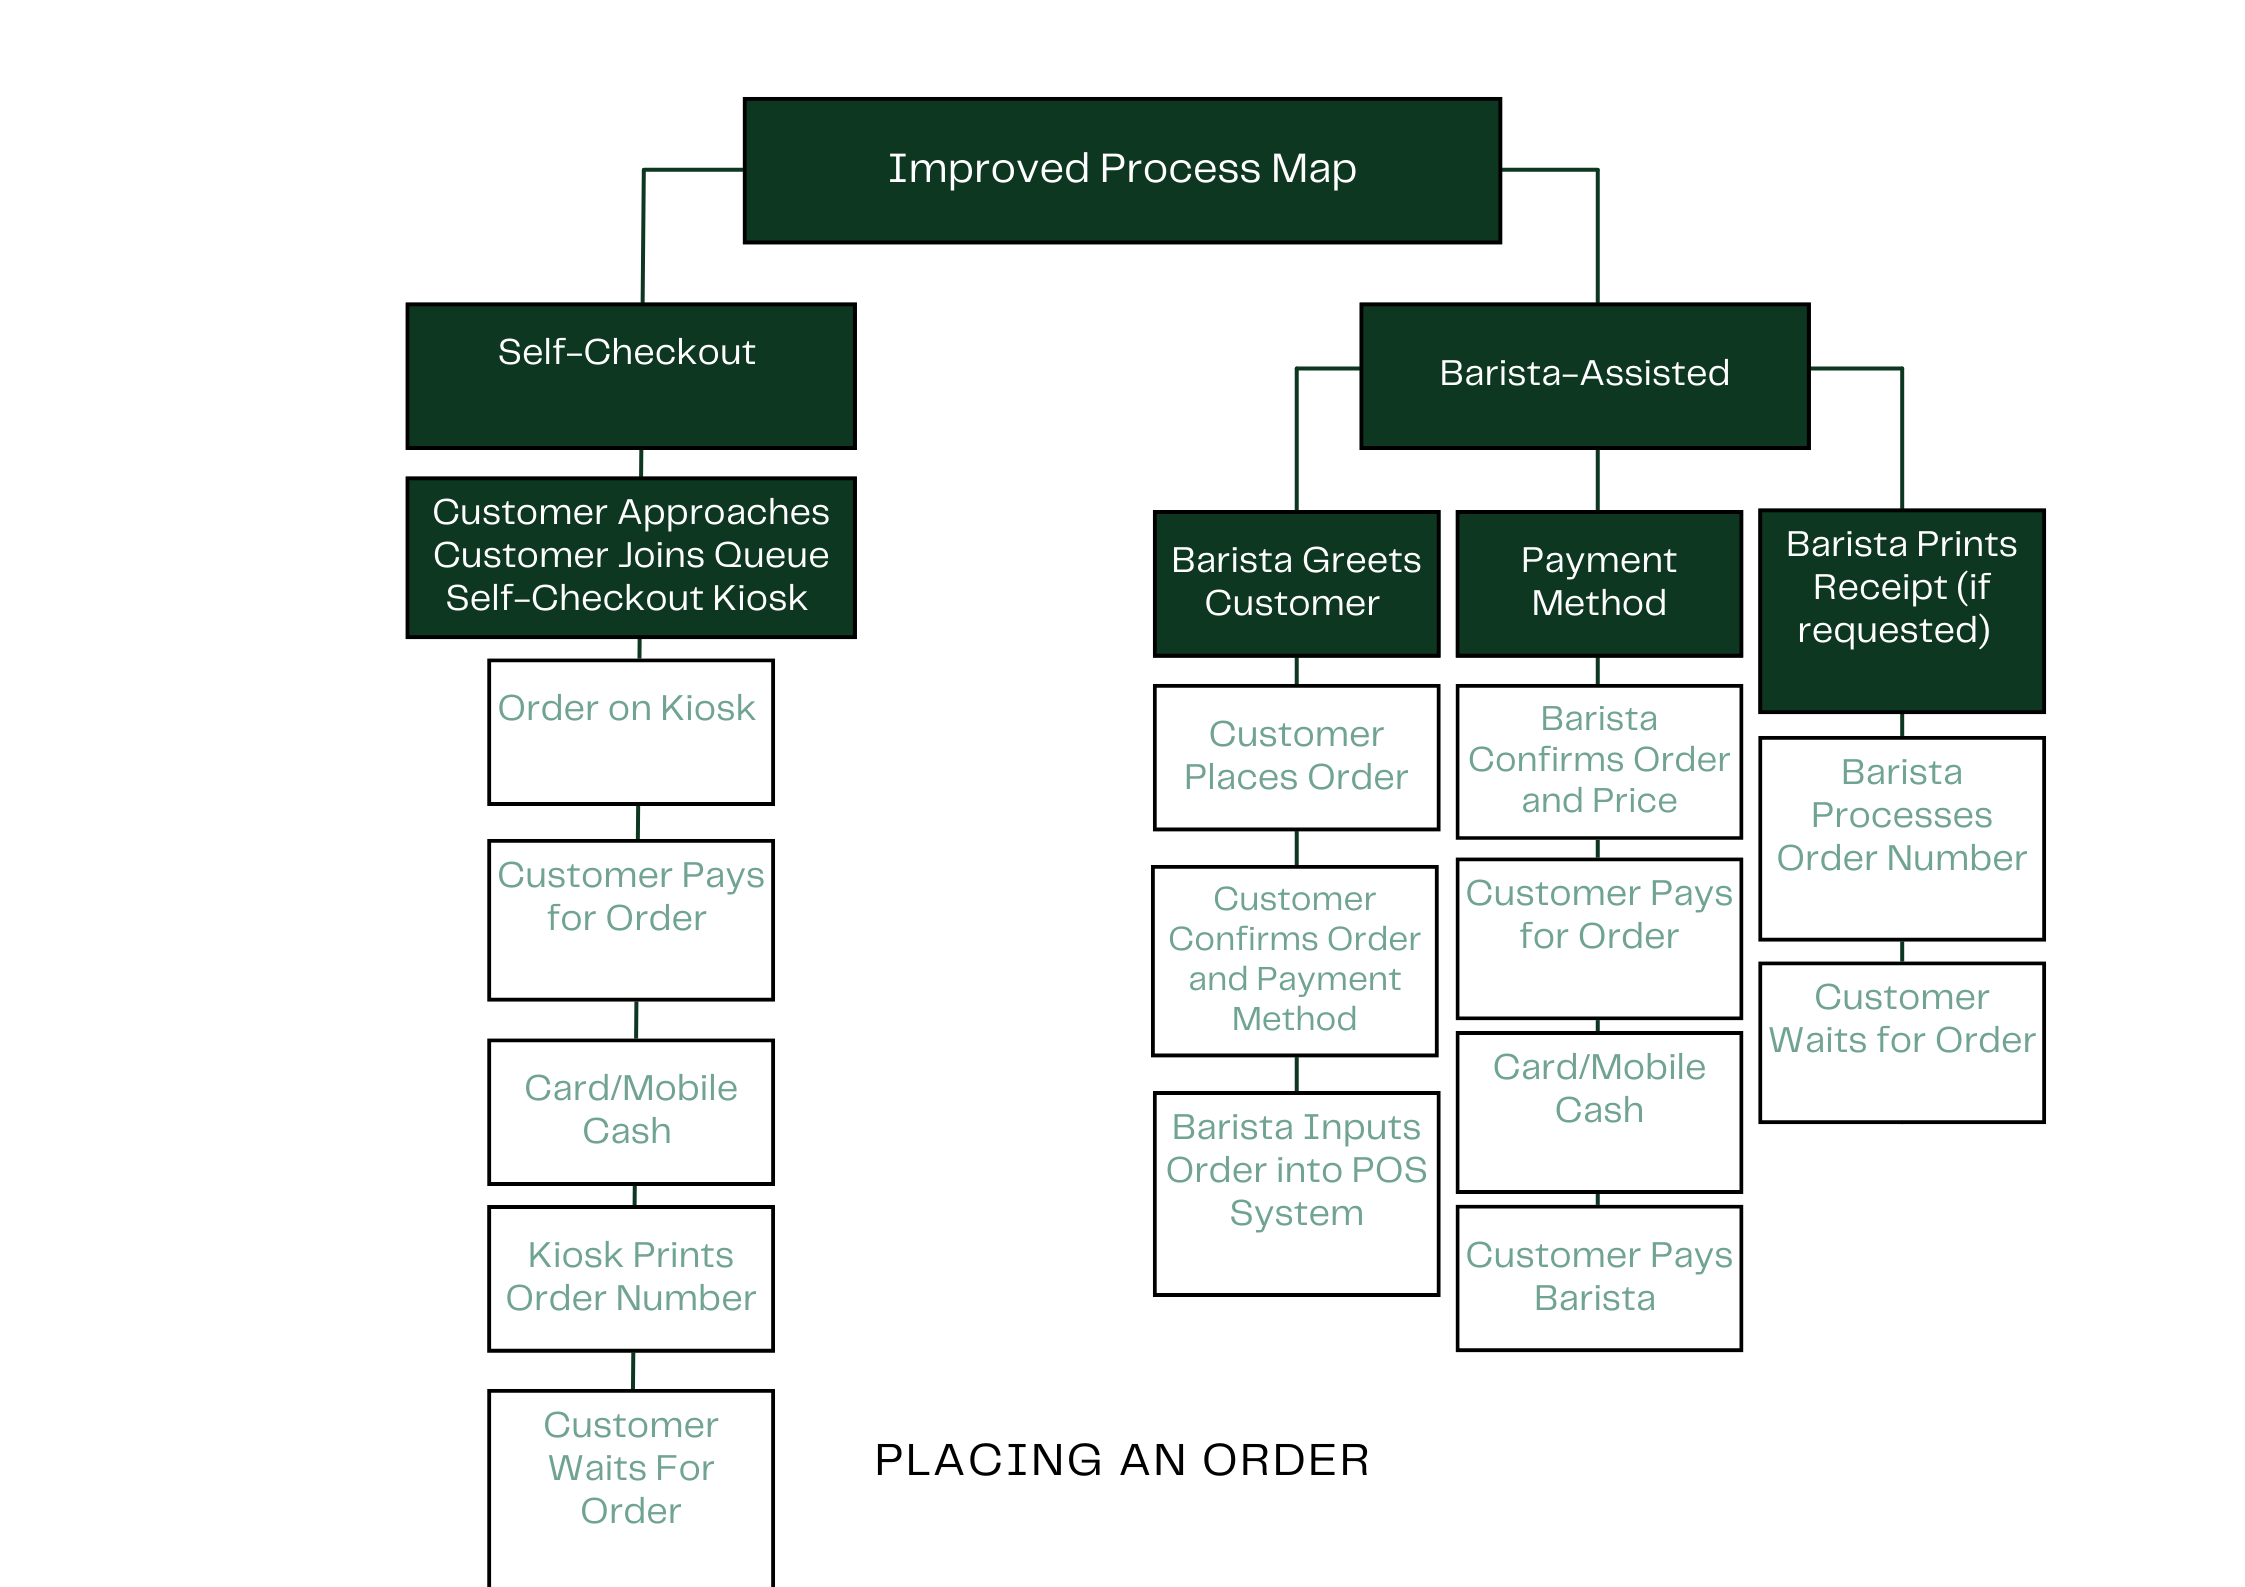 Improved Process Map
Self-Checkout
Customer Approaches
Customer Joins Queue
Self-Checkout Kiosk
Order on Kiosk
Customer Pays
for Order
Card/Mobile
Cash
Kiosk Prints
Order Number
Customer
Waits For
Order
Barista-Assisted
Barista Greets
Customer
Customer
Places Order
Customer
Confirms Order
and Payment
Method
Barista Inputs
Order into POS
System
Payment
Method
Barista
Confirms Order
and Price
Customer Pays
for Order
Card/Mobile
Cash
Customer Pays
Barista
Barista Prints
Receipt (if
requested)
Barista
Processes
Order Number
Customer
Waits for Order
PLACING AN ORDER